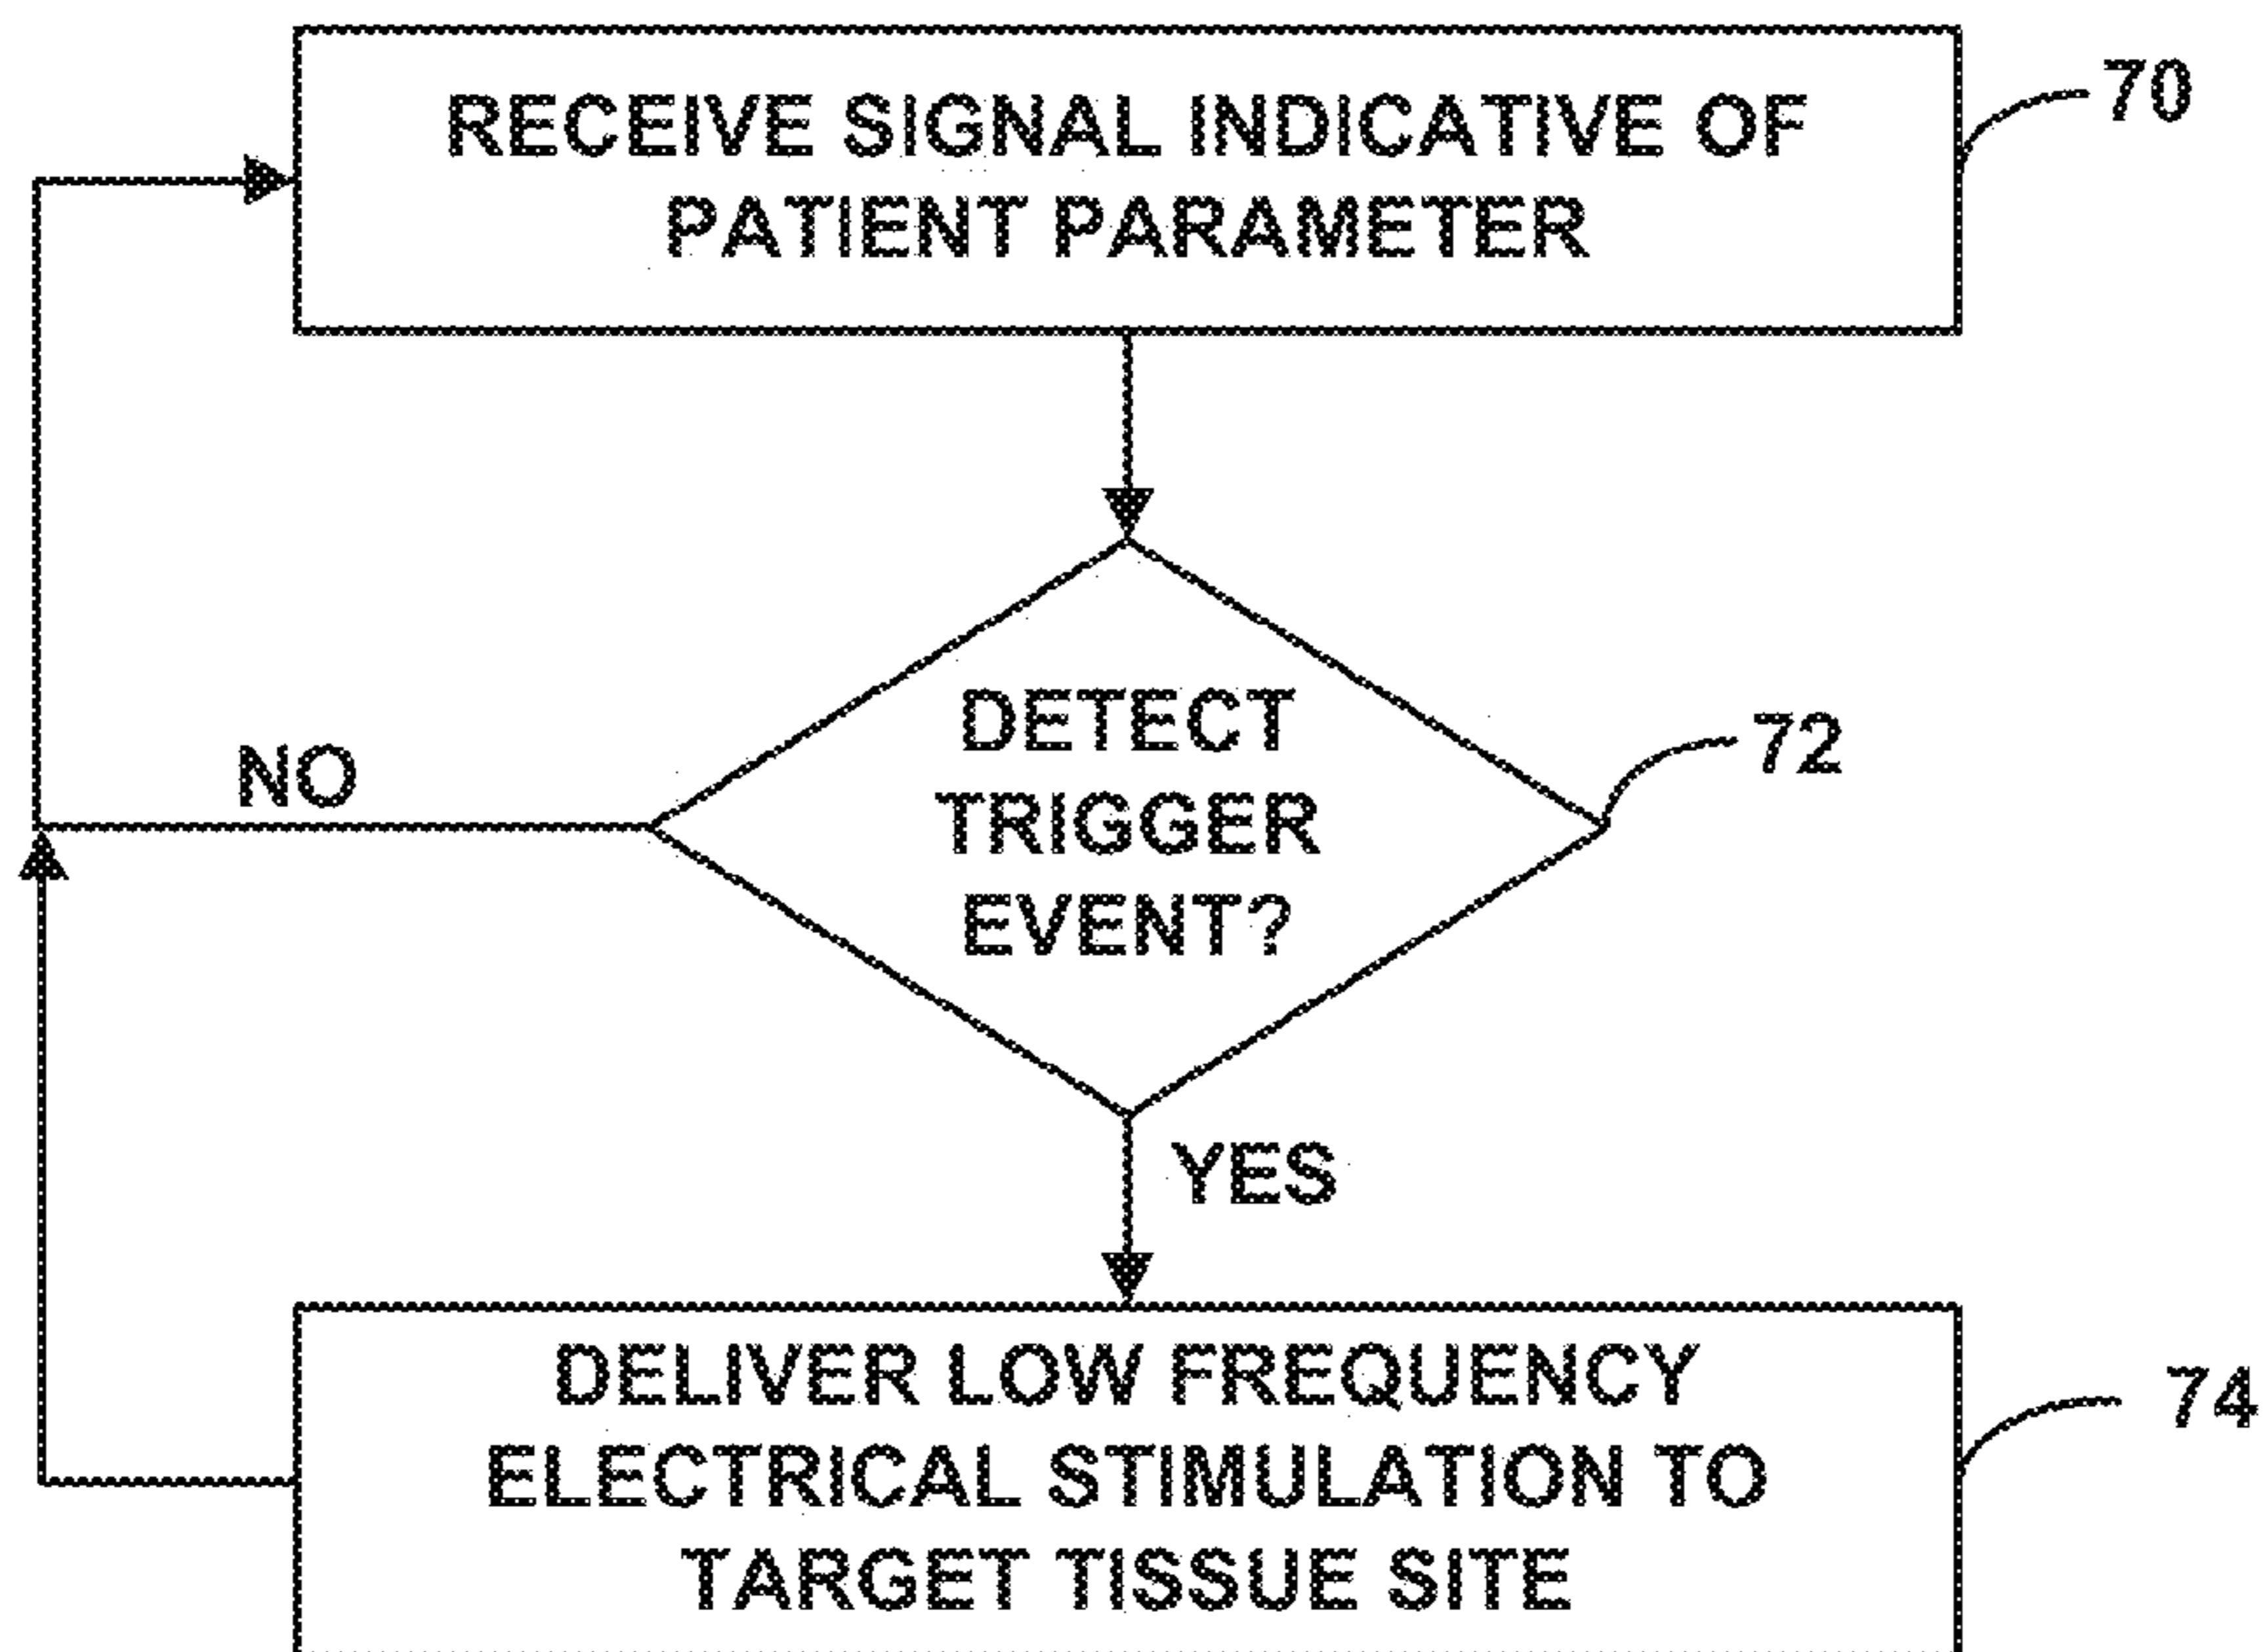 RECEIVE SIGNAL INDICATIVE OF
PATIENT PARAMETER
70
DETECT
TRIGGER
EVENT?
72
NO
YES
DELIVER LOW FREQUENCY
ELECTRICAL STIMULATION TO
TARGET TISSUE SITE
74